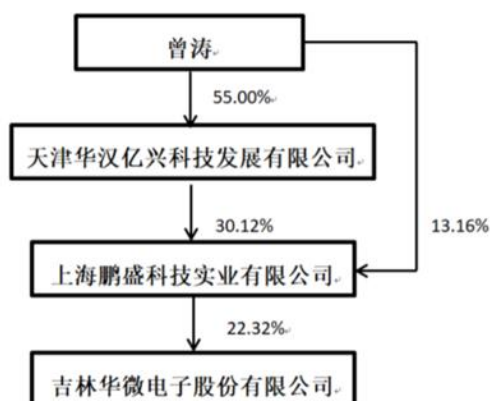 曾涛
55.00%
天津华汉亿兴科技发展有限公司
30.12%
13.16%
上海鹏盛科技实业有限公司
22.32%
吉林华微电子股份有限公司